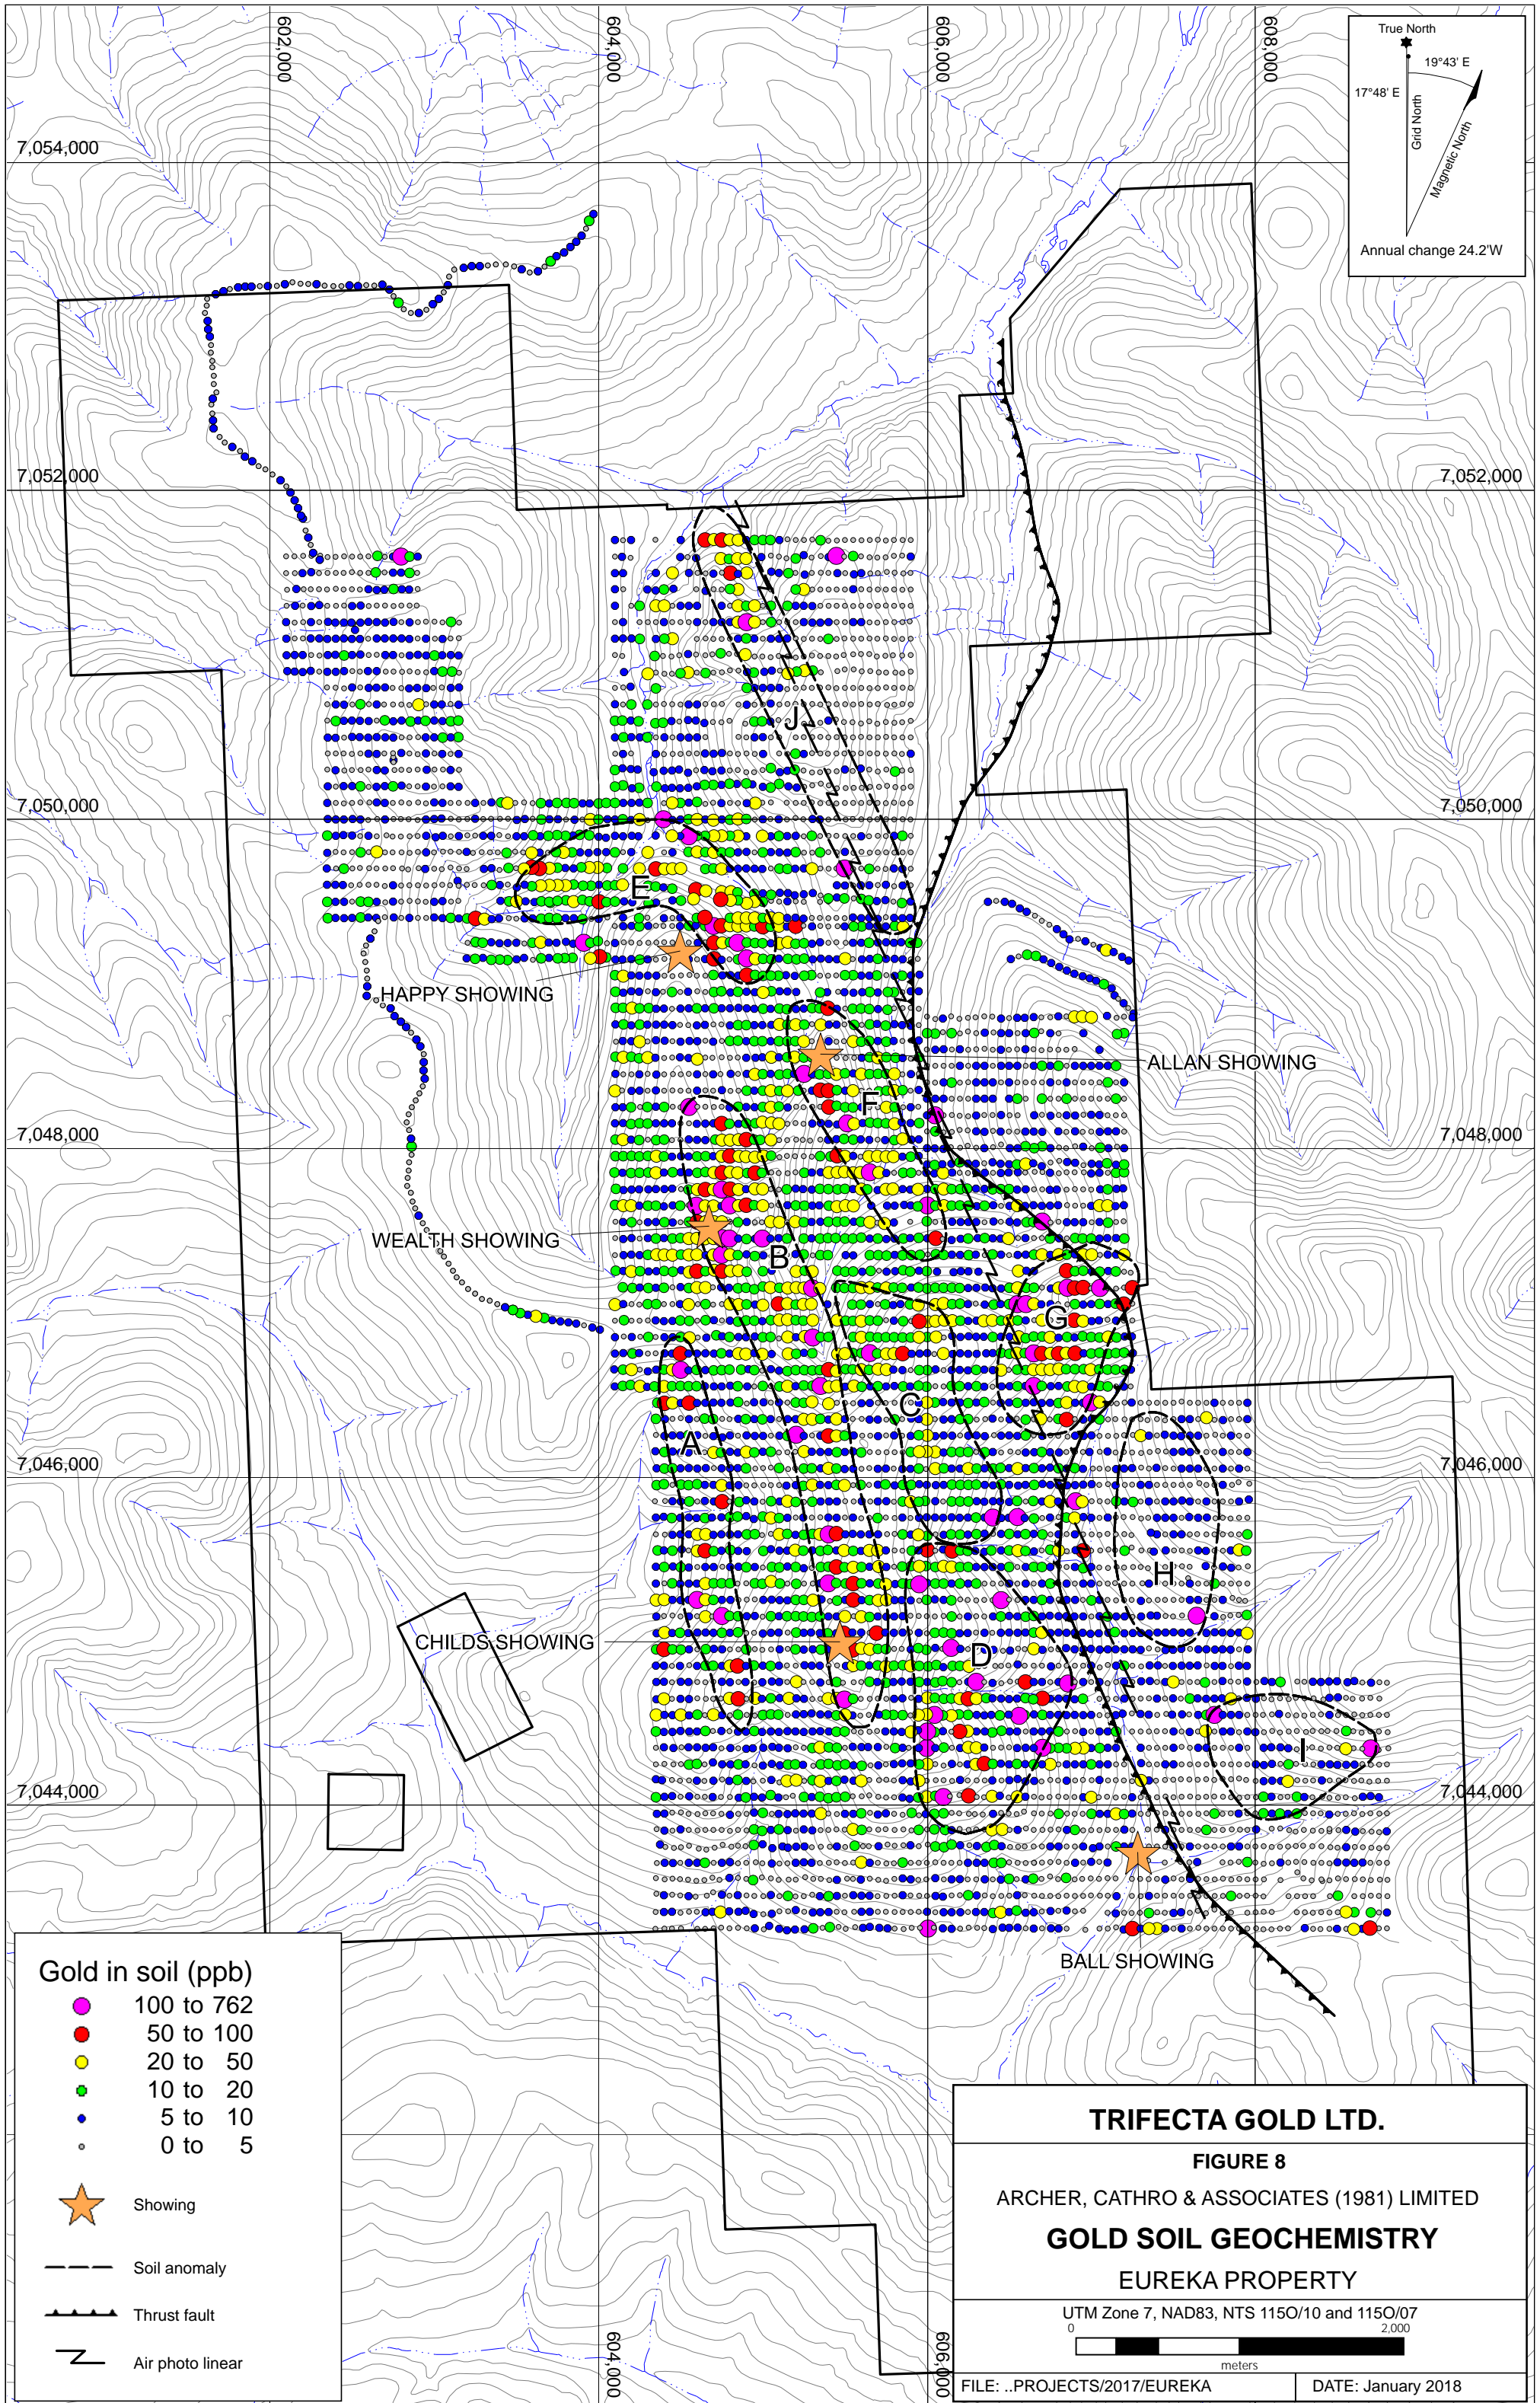 602,000
604,000
606,000
608,000
True North
19°43' E
17°48' E
Grid North
Magnetic North
Annual change 24.2'W
7,054,000
7,052,000
7,052,000
J
7,050,000
7,050,000
E
HAPPY SHOWING
ALLAN SHOWING
F
7,048,000
7,048,000
WEALTH SHOWING
B
G
C
A
7,046,000
7,046,000
H
CHILDS SHOWING
D
I
7,044,000
7,044,000
BALL SHOWING
Gold in soil (ppb)
100 to 762
50 to 100
20 to 50
10 to 20
5 to 10
0 to 5
Showing
Soil anomaly
Thrust fault
Air photo linear
604,000
606,000
TRIFECTA GOLD LTD.
FIGURE 8
ARCHER, CATHRO & ASSOCIATES (1981) LIMITED
GOLD SOIL GEOCHEMISTRY
EUREKA PROPERTY
UTM Zone 7, NAD83, NTS 115O/10 and 115O/07
0 2,000
meters
FILE: ..PROJECTS/2017/EUREKA
DATE: January 2018